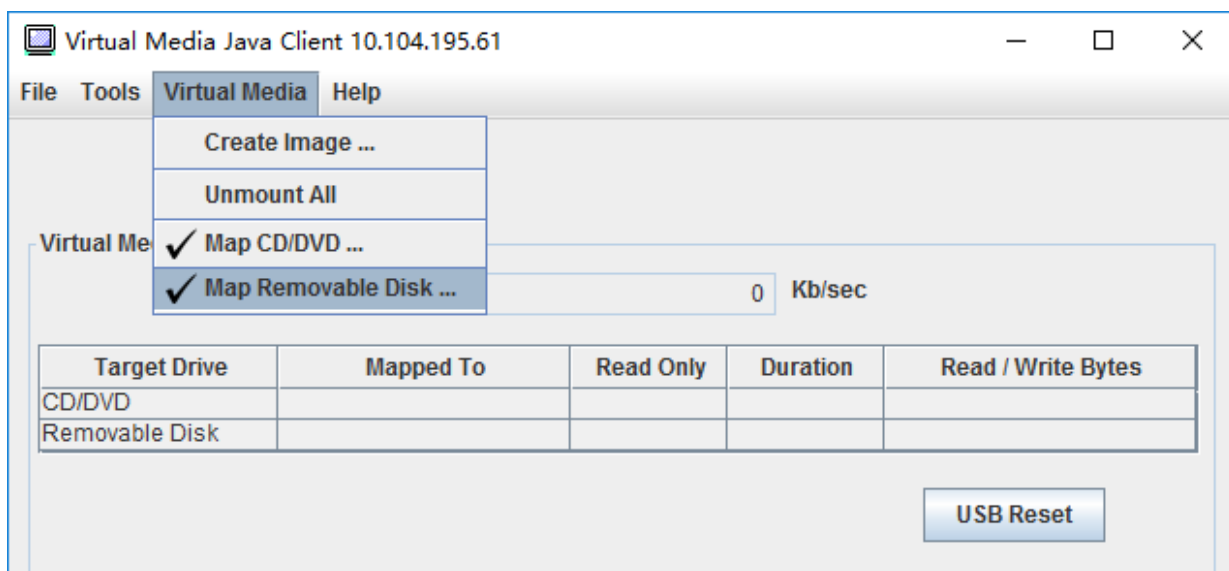 Virtual Media Java Client 10.104.195.61
File Tools Virtual Media Help
Create Image ...
Unmount All
Virtual Me
Map CD/DVD ...
Map Removable Disk ...
0 Kb/sec
Target Drive Mapped To Read Only Duration Read / Write Bytes
CD/DVD
Removable Disk
USB Reset